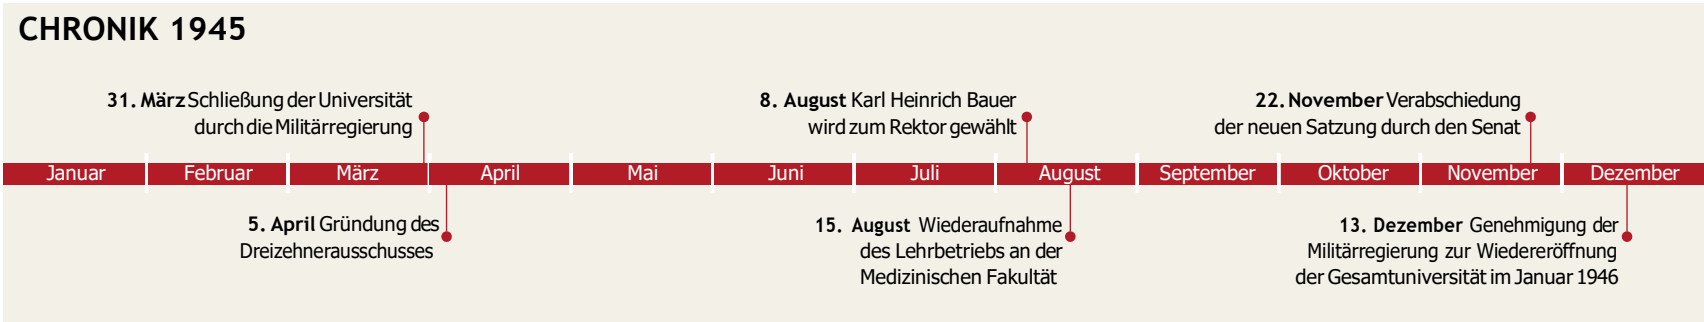 CHRONIK 1945
31. März Schließung der Universität
durch die Militärregierung
8. August Karl Heinrich Bauer
wird zum Rektor gewählt
22. November Verabschiedung
der neuen Satzung durch den Senat
Januar Februar März April Mai Juni Juli August September Oktober November Dezember
5. April Gründung des
Dreizehnerausschusses
15. August Wiederaufnahme
des Lehrbetriebs an der
Medizinischen Fakultät
13. Dezember Genehmigung der
Militärregierung zur Wiedereröffnung
der Gesamtuniversität im Januar 1946